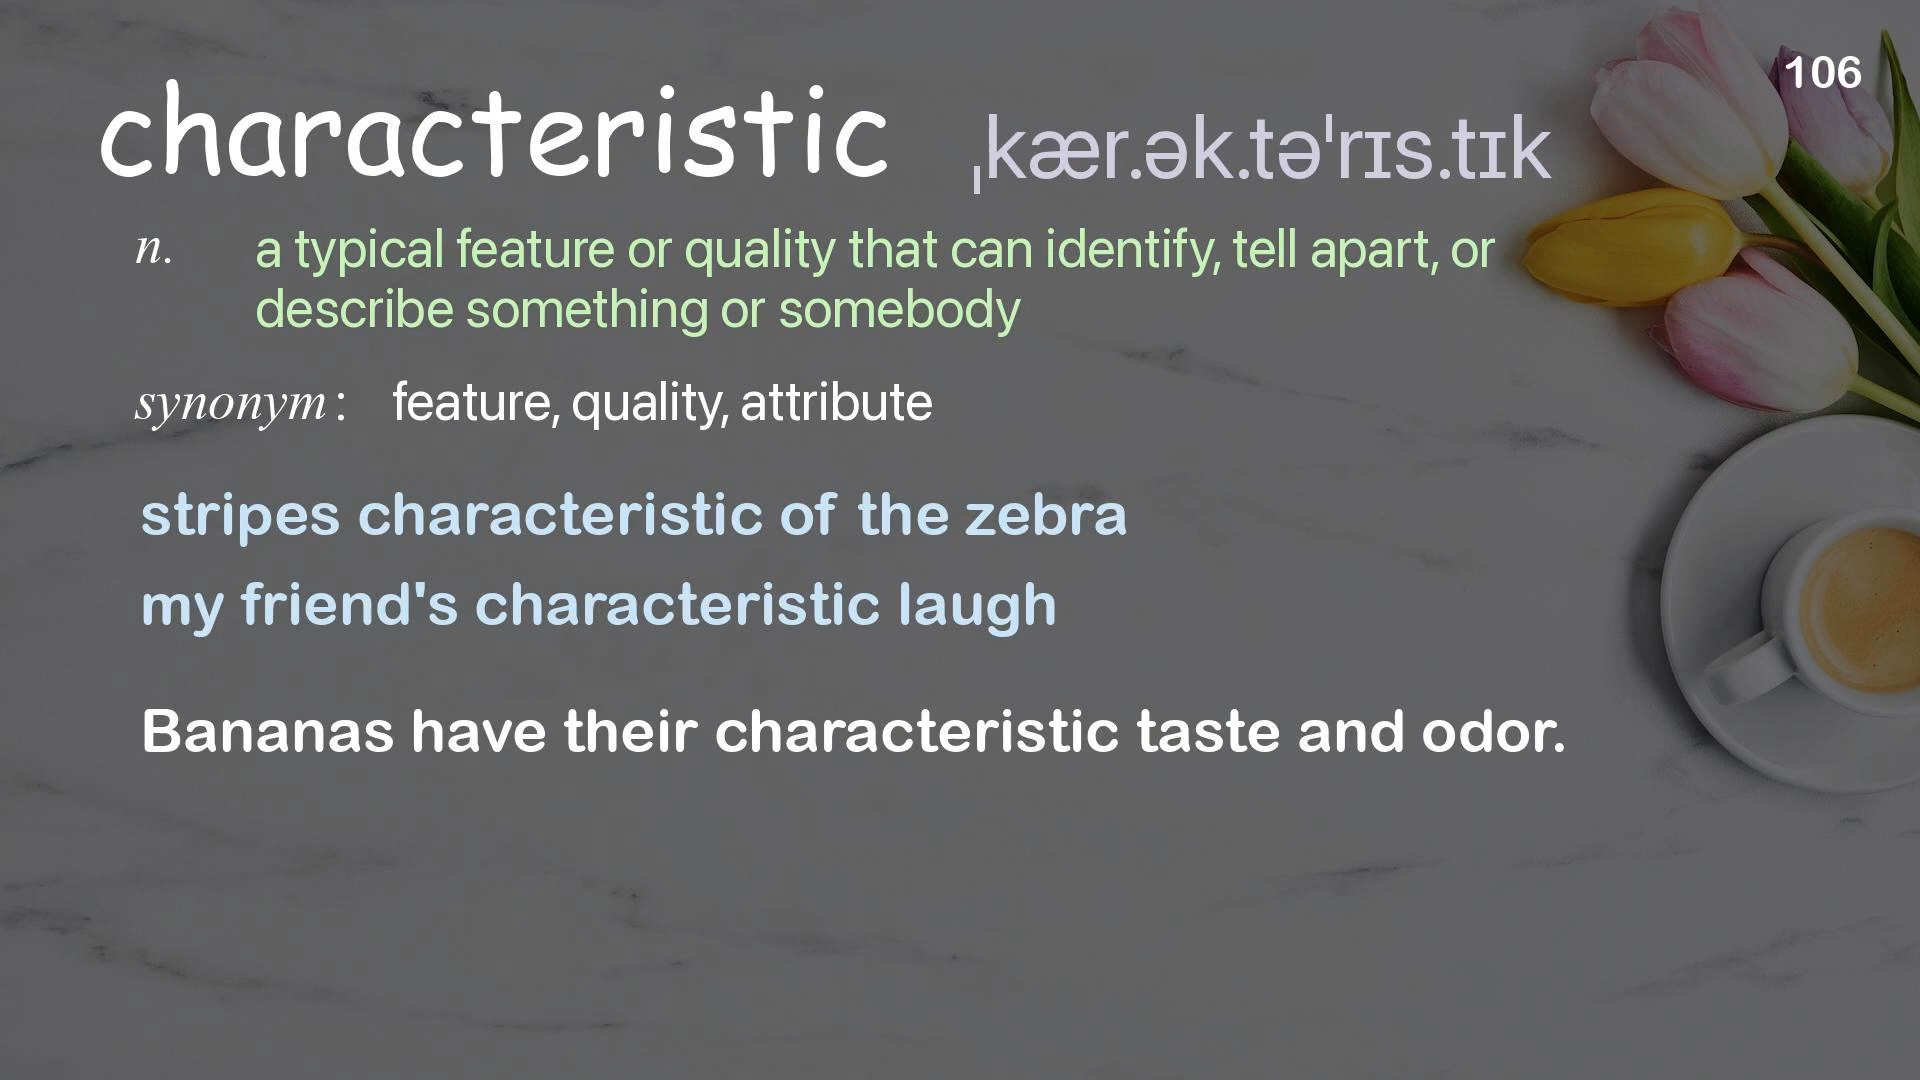 106
characteristic ˌkær.ək.təˈrɪs.tɪk
n. a typical feature or quality that can identify, tell apart, or
describe something or somebody
synonym: feature, quality, attribute
stripes characteristic of the zebra
my friend's characteristic laugh
Bananas have their characteristic taste and odor.